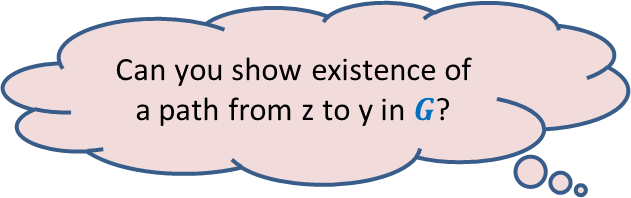 Can you show existence of
a path from z to y in G?